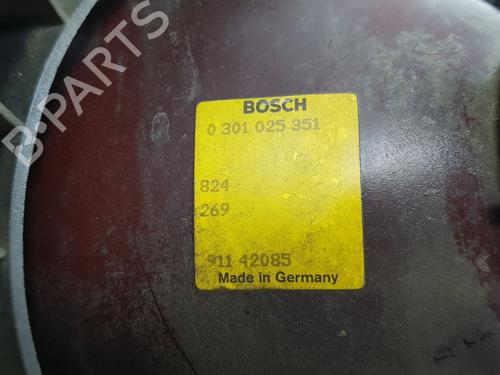 B-PARTS
BOSCH
0 301 025 351
824
269
911 42085
Made in Germany